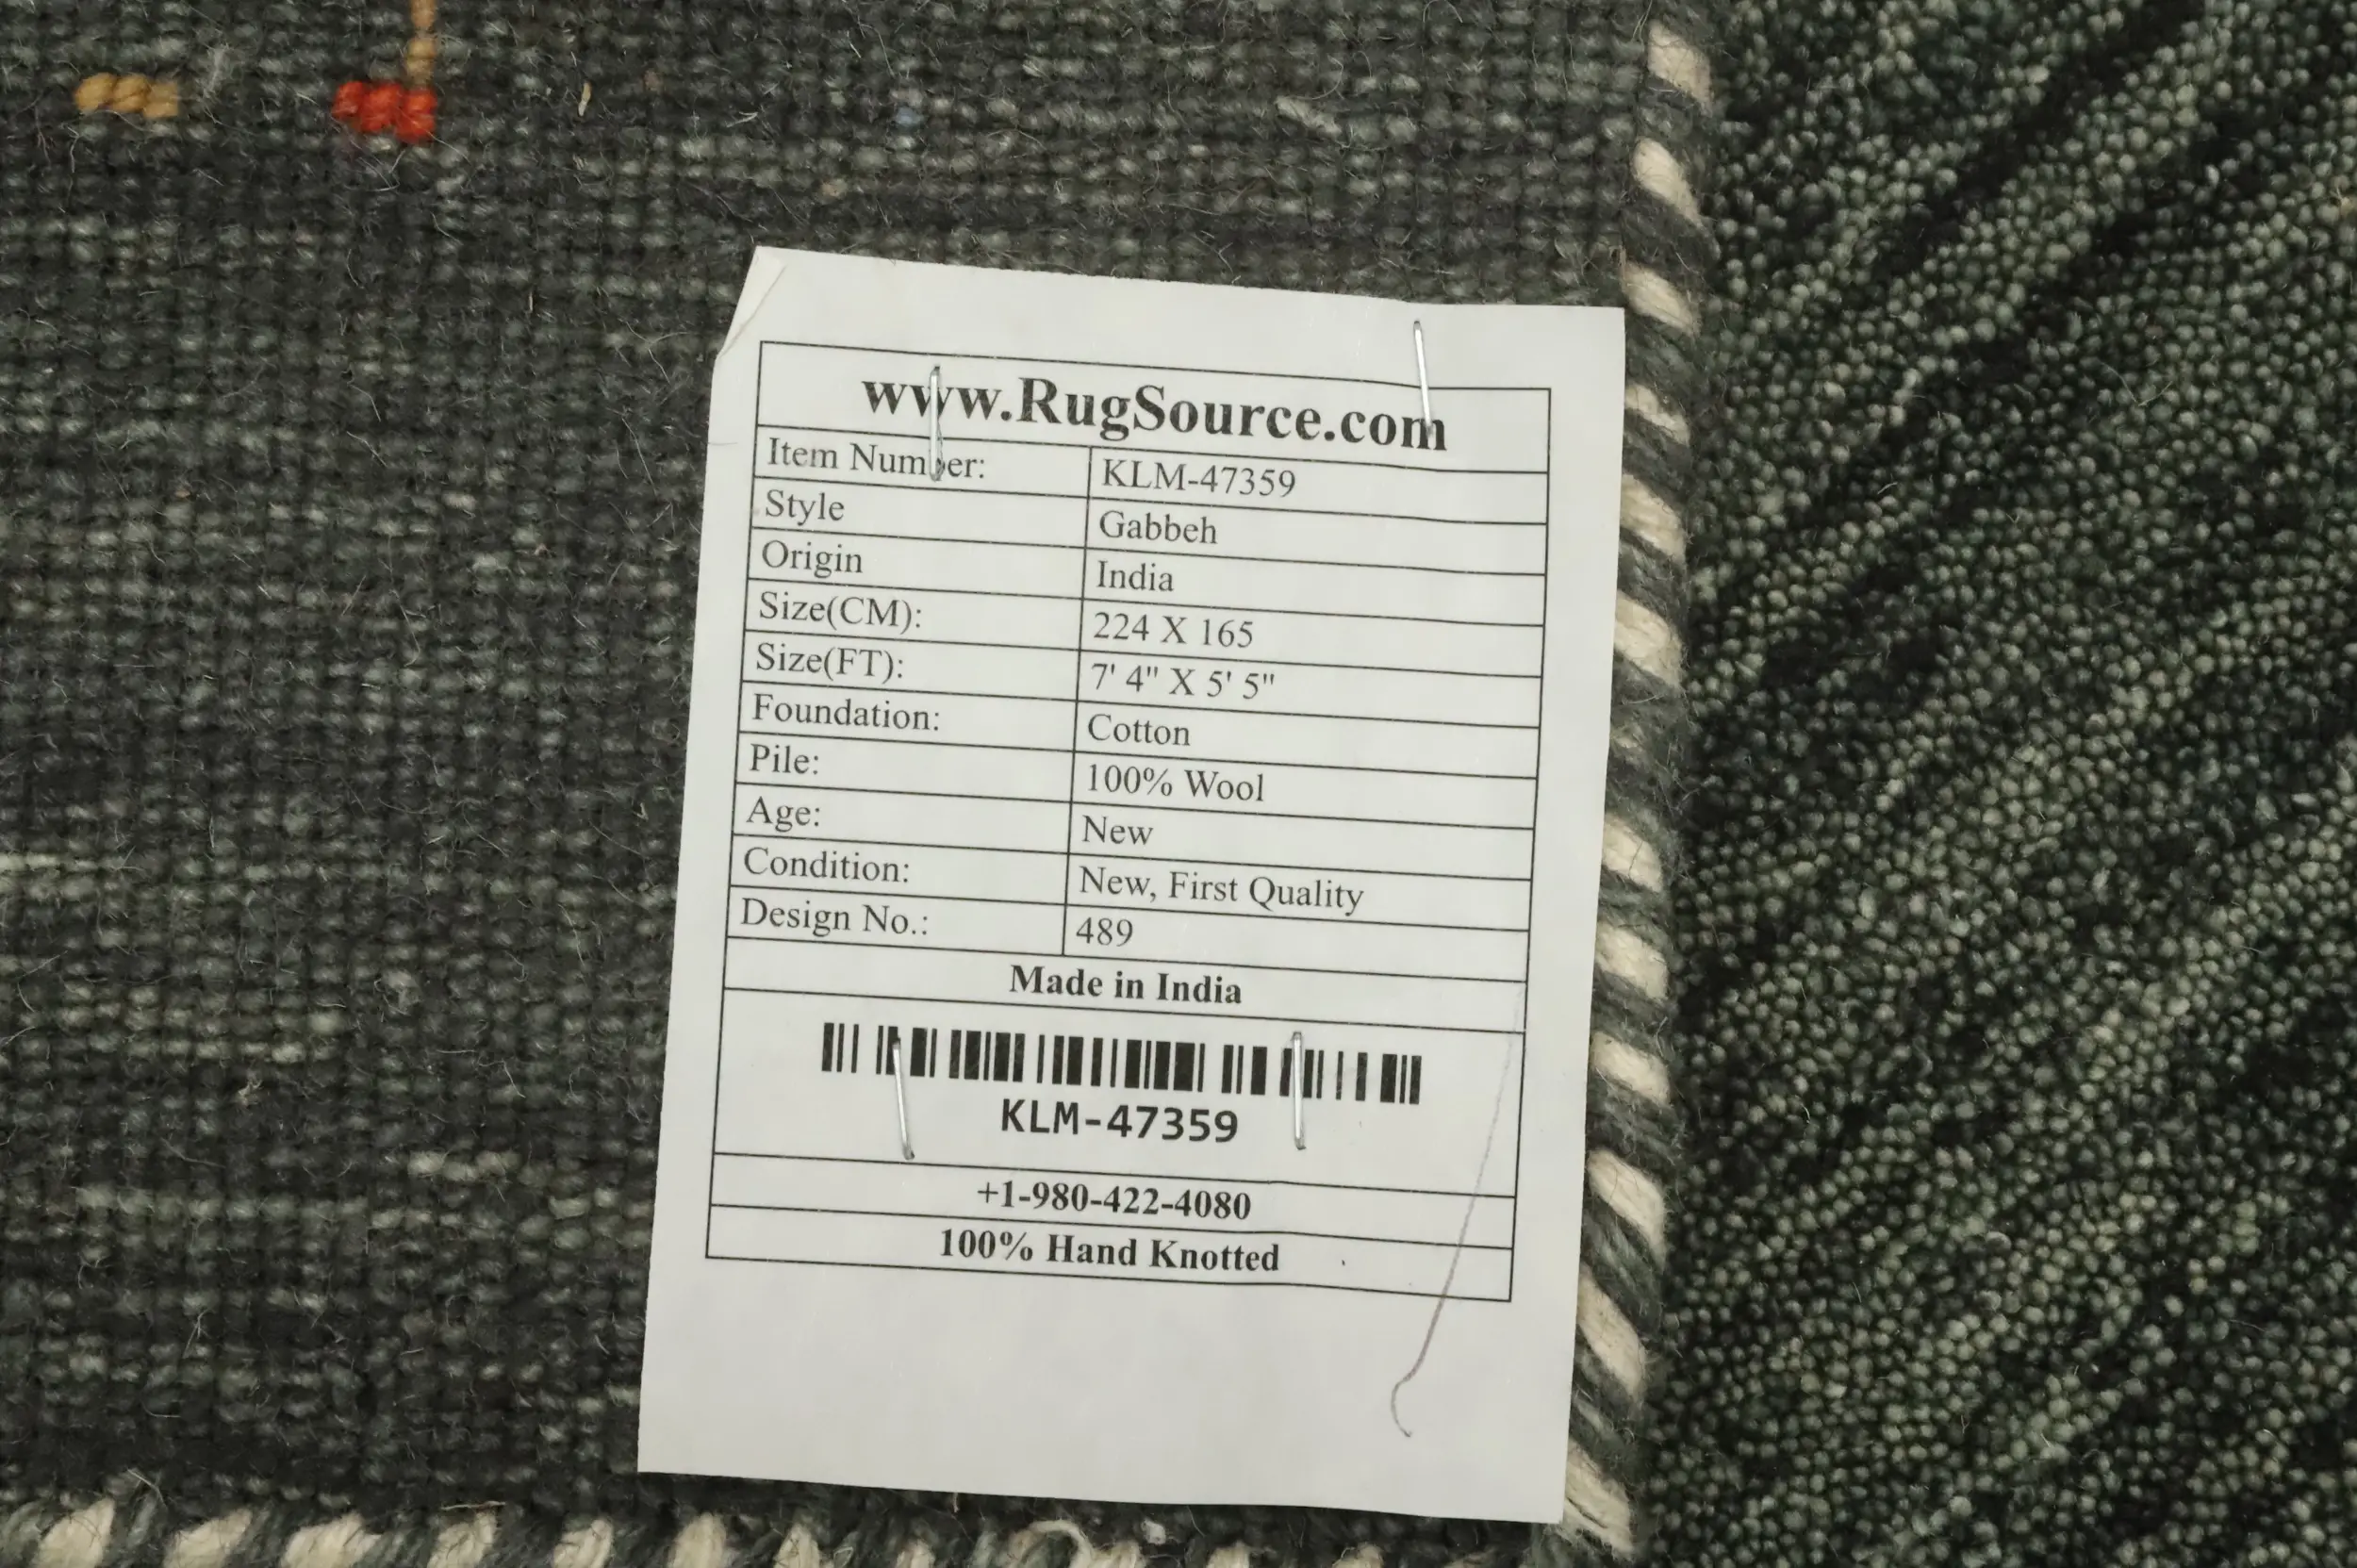 www.RugSource.com
Item Number: KLM-47359
Style Gabbeh
Origin India
Size(CM): 224 X 165
Size(FT): 7' 4" X 5' 5"
Foundation: Cotton
Pile: 100% Wool
Age: New
Condition: New, First Quality
Design No.: 489
Made in India
KLM-47359
+1-980-422-4080
100% Hand Knotted